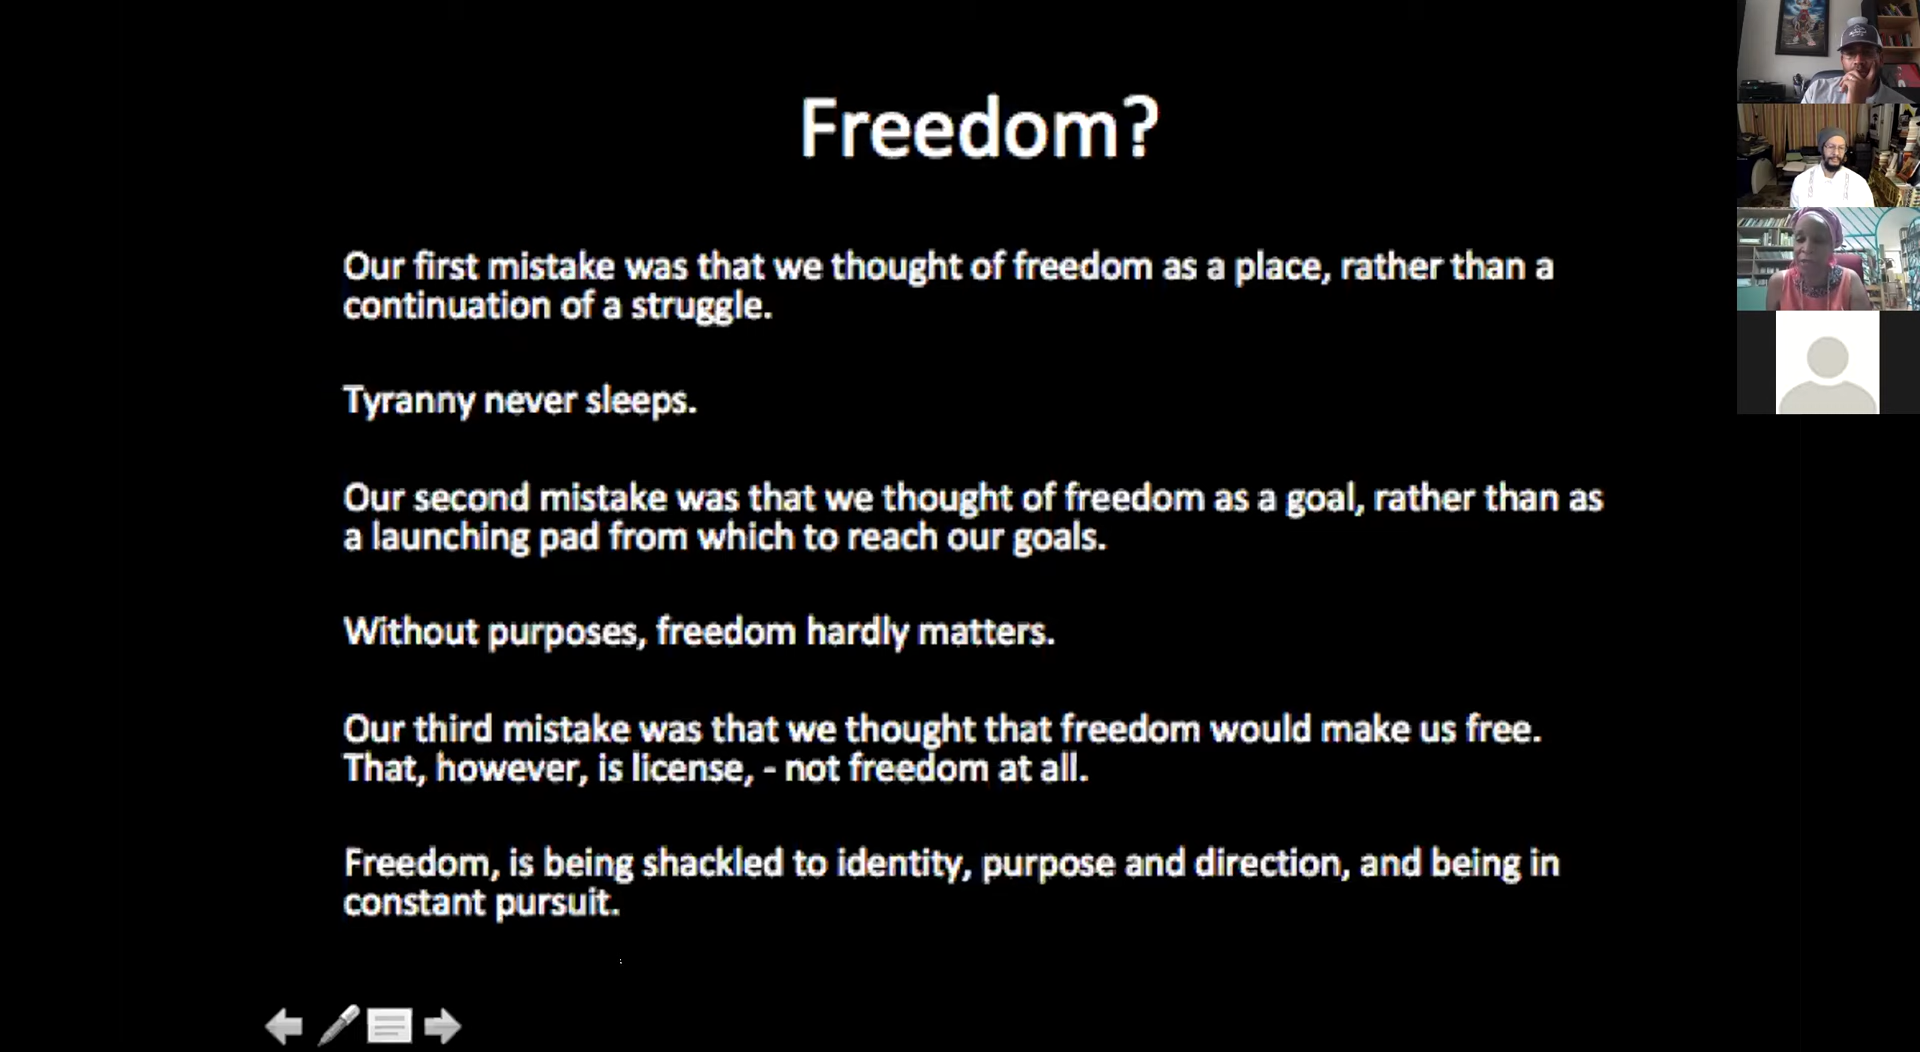 Freedom?
Our first mistake was that we thought of freedom as a place, rather than a
continuation of a struggle.
Tyranny never sleeps.
Our second mistake was that we thought of freedom as a goal, rather than as
a launching pad from which to reach our goals.
Without purposes, freedom hardly matters.
Our third mistake was that we thought that freedom would make us free.
That, however, is license, - not freedom at all.
Freedom, is being shackled to identity, purpose and direction, and being in
constant pursuit.